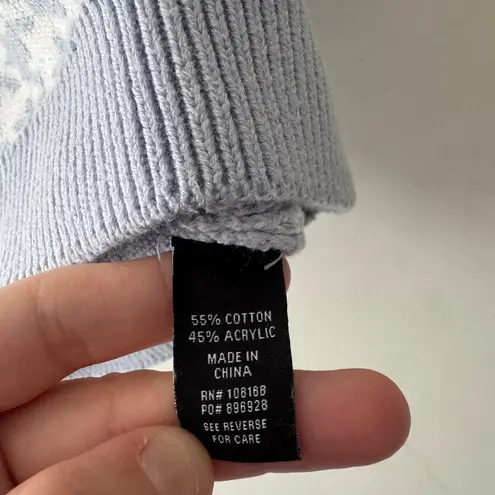 55% COTTON
45% ACRYLIC
MADE IN
CHINA
RN# 108168
PO# 896928
SEE REVERSE
FOR CARE